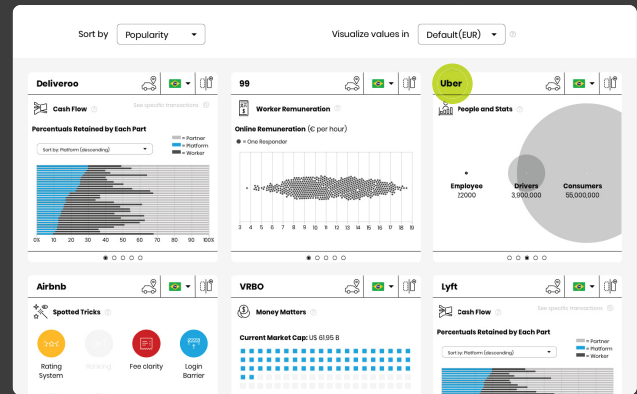 Sort by
Popularity
Visualize values in
Default(EUR)
Deliveroo
Cash Flow
See specific transactions
Percentuals Retained by Each Part
Sort by: Platform (descending)
= Partner
= Platform
= Worker
0% 10 20 30 40 50 60 70 80 90 100%
99
Worker Remuneration
Online Remuneration (€ per hour)
= One Responder
3 4 5 6 7 8 9 10 11 12 13 14 15 16 17 18 19
Uber
People and Stats
Employee
22000
Drivers
3,900,000
Consumers
55,000,000
Airbnb
Spotted Tricks
Rating System
Ranking
Fee clarity
Login Barrier
VRBO
Money Matters
Current Market Cap: US 61,95 B
Lyft
Cash Flow
See specific transactions
Percentuals Retained by Each Part
Sort by: Platform (descending)
= Partner
= Platform
= Worker